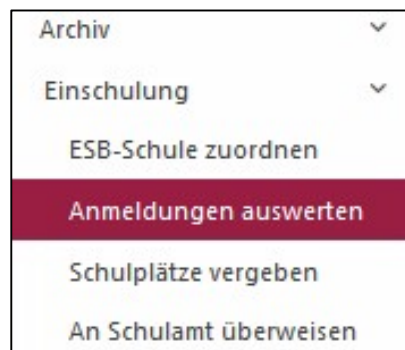 Archiv
Einschulung
ESB-Schule zuordnen
Anmeldungen auswerten
Schulplätze vergeben
An Schulamt überweisen